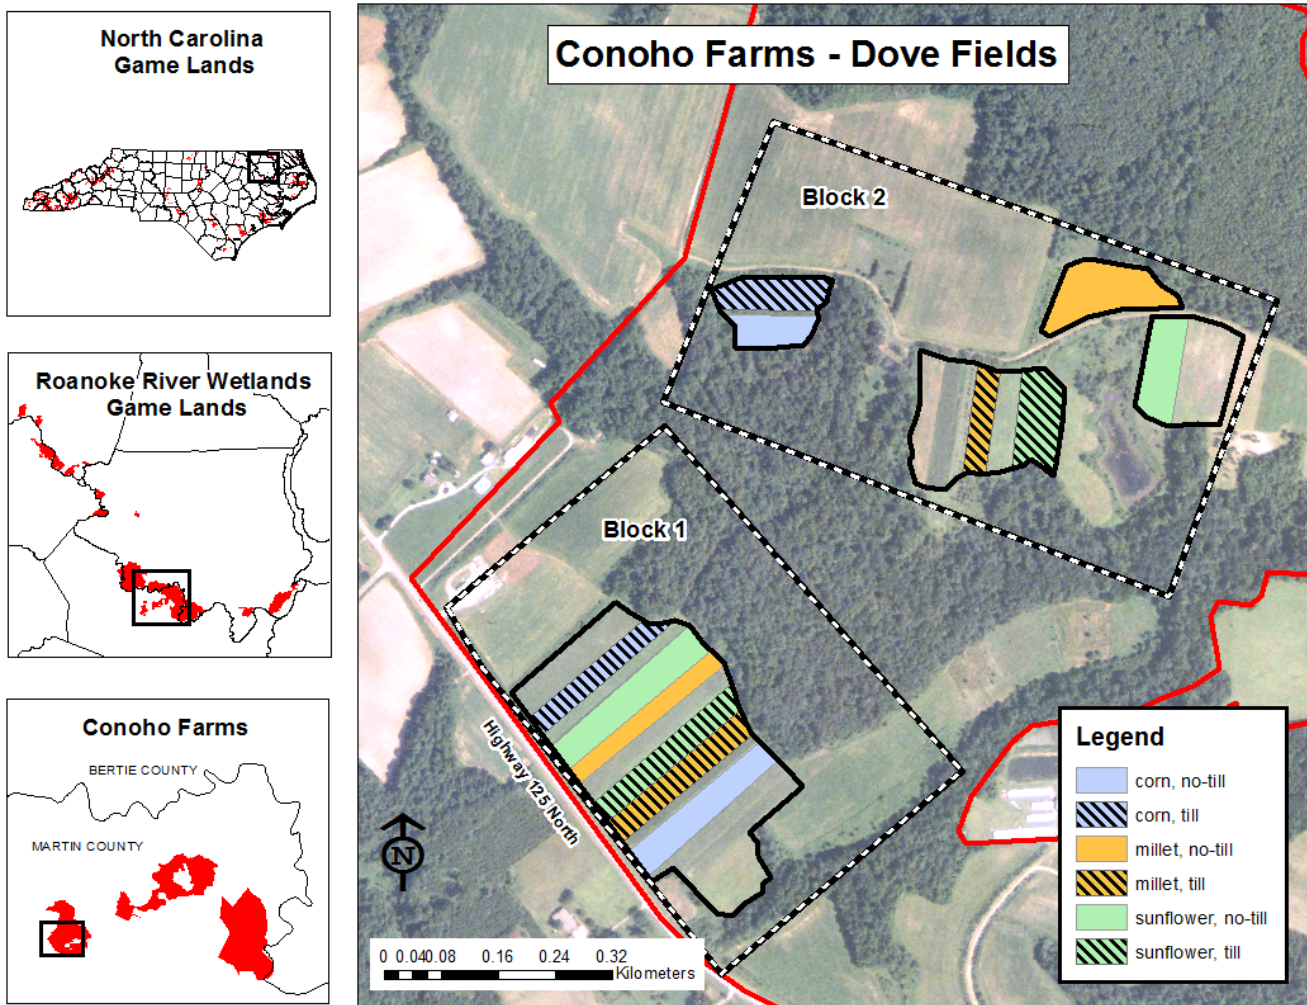 North Carolina
Game Lands
Roanoke River Wetlands
Game Lands
Conoho Farms
BERTIE COUNTY
MARTIN COUNTY
Conoho Farms - Dove Fields
Block 2
Block 1
Highway 125 North
N
0 0.040.08 0.16 0.24 0.32
Kilometers
Legend
corn, no-till
corn, till
millet, no-till
millet, till
sunflower, no-till
sunflower, till